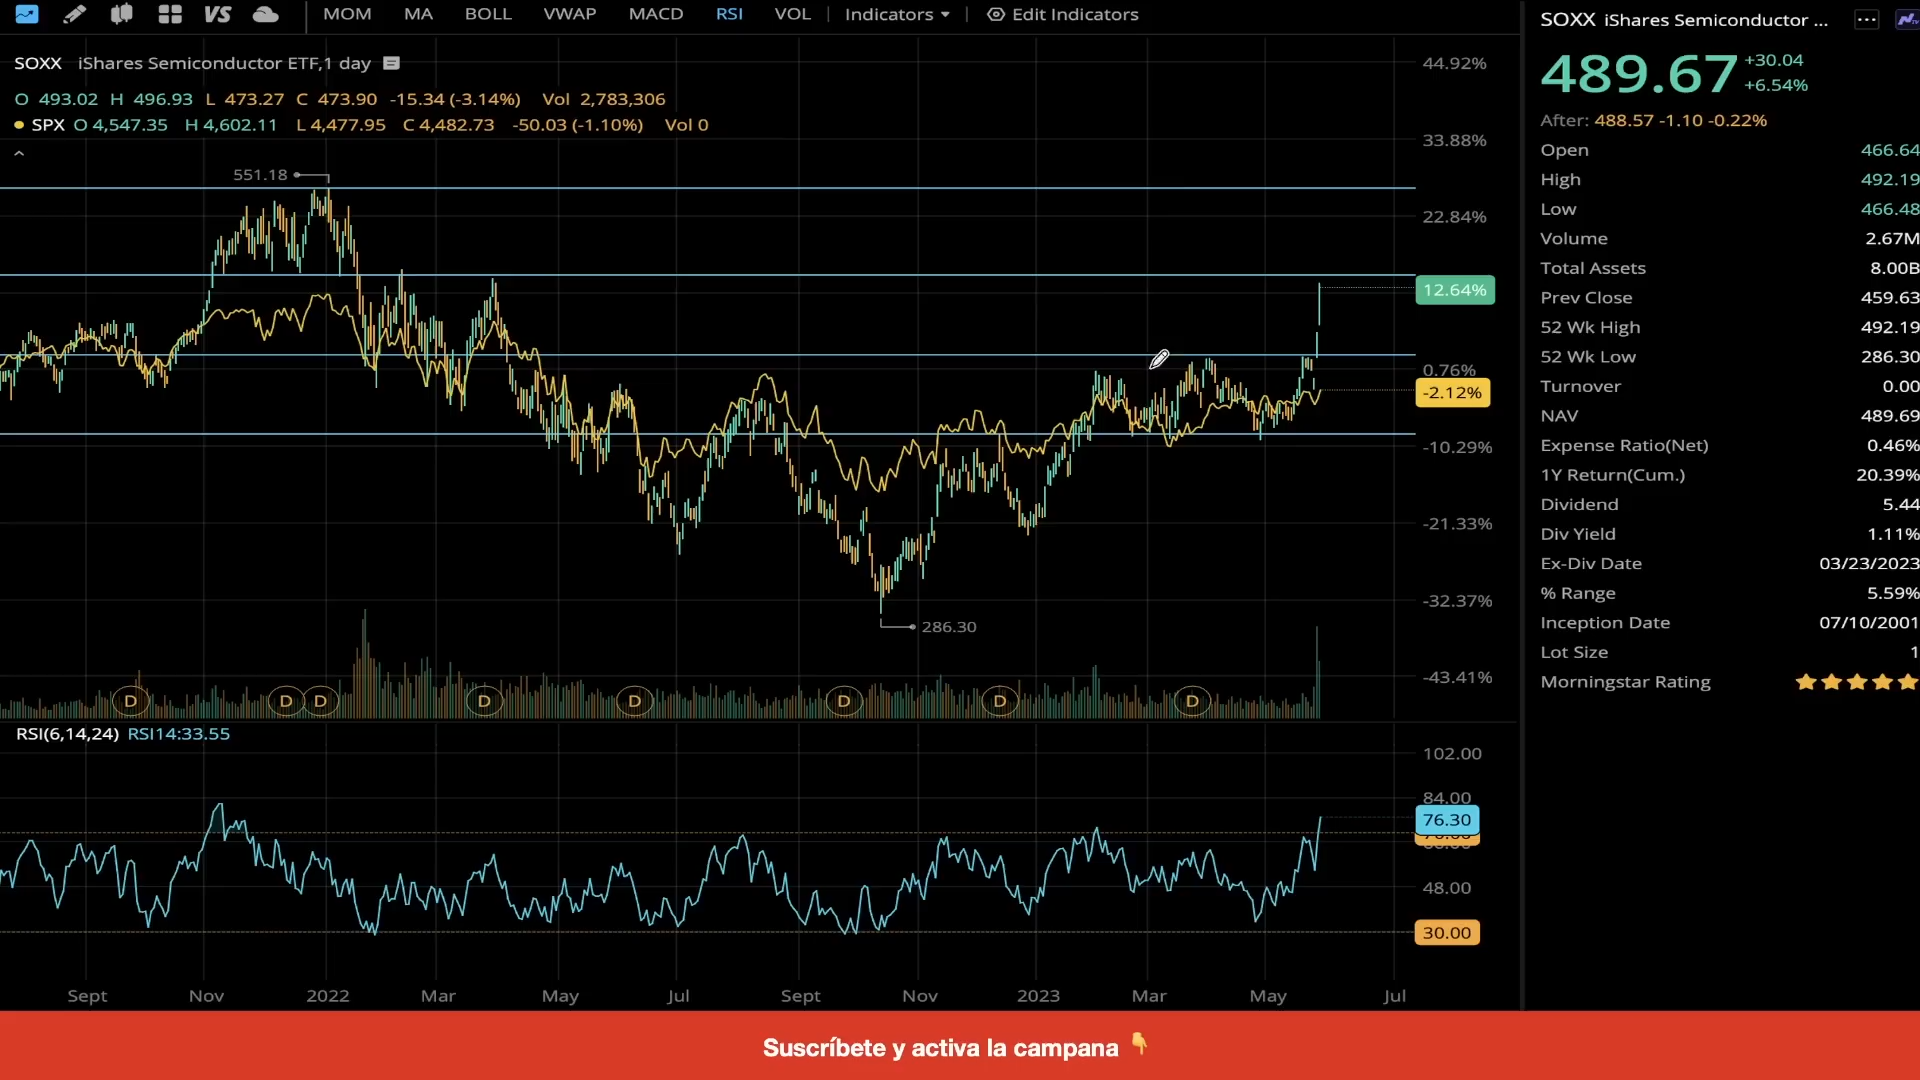 VS MOM MA BOLL VWAP MACD RSI VOL Indicators Edit Indicators
SOXX iShares Semiconductor ETF,1 day
O 493.02 H 496.93 L 473.27 C 473.90 -15.34 (-3.14%) Vol 2,783,306
SPX O 4,547.35 H 4,602.11 L 4,477.95 C 4,482.73 -50.03 (-1.10%) Vol 0
551.18
286.30
44.92%
33.88%
22.84%
12.64%
0.76%
-2.12%
-10.29%
-21.33%
-32.37%
-43.41%
D D D D D D D D
RSI(6,14,24) RSI14:33.55
102.00
84.00
76.30
48.00
30.00
Sept Nov 2022 Mar May Jul Sept Nov 2023 Mar May Jul
SOXX iShares Semiconductor ...
489.67 +30.04
+6.54%
After: 488.57 -1.10 -0.22%
Open 466.64
High 492.19
Low 466.48
Volume 2.67M
Total Assets 8.00B
Prev Close 459.63
52 Wk High 492.19
52 Wk Low 286.30
Turnover 0.00
NAV 489.69
Expense Ratio(Net) 0.46%
1Y Return(Cum.) 20.39%
Dividend 5.44
Div Yield 1.11%
Ex-Div Date 03/23/2023
% Range 5.59%
Inception Date 07/10/2001
Lot Size 1
Morningstar Rating
Suscríbete y activa la campana